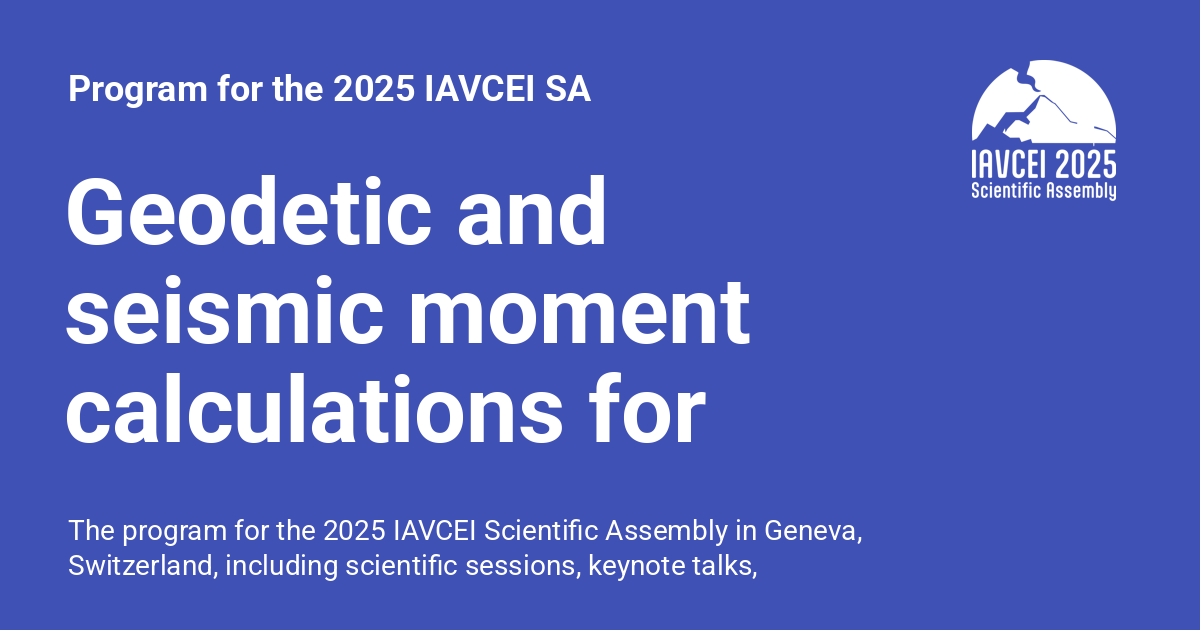 Program for the 2025 IAVCEI SA
IAVCEI 2025
Scientific Assembly
Geodetic and
seismic moment
calculations for
The program for the 2025 IAVCEI Scientific Assembly in Geneva,
Switzerland, including scientific sessions, keynote talks,